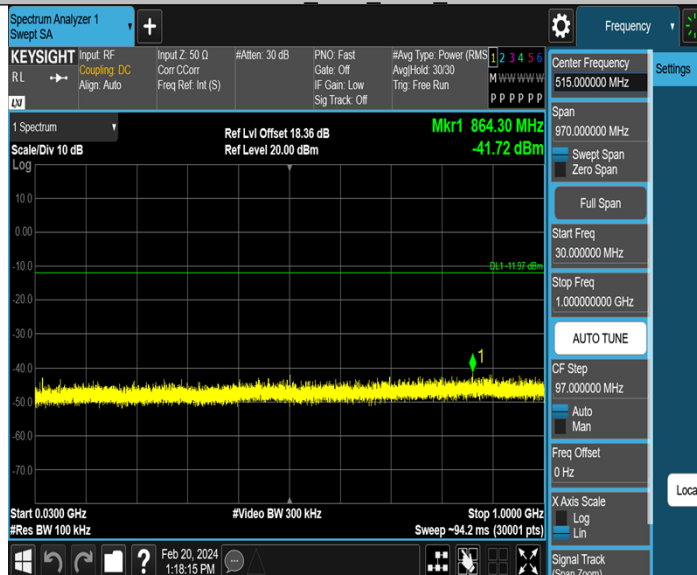 Spectrum Analyzer 1
Swept SA
+
Frequency
KEYSIGHT
RL
LXI
Input: RF
Coupling: DC
Align: Auto
Input Z: 50 Ω
Corr CCorr
Freq Ref: Int (S)
#Atten: 30 dB
PNO: Fast
Gate: Off
IF Gain: Low
Sig Track: Off
#Avg Type: Power (RMS
Avg|Hold: 30/30
Trig: Free Run
1 2 3 4 5 6
M W W W W W
P P P P P P
1 Spectrum
Scale/Div 10 dB
Log
Ref Lvl Offset 18.36 dB
Ref Level 20.00 dBm
Mkr1 864.30 MHz
-41.72 dBm
10.0
0.00
-10.0
DL1 -11.97 dBm
-20.0
-30.0
-40.0
1
-50.0
-60.0
-70.0
Start 0.0300 GHz
#Res BW 100 kHz
#Video BW 300 kHz
Stop 1.0000 GHz
Sweep ~94.2 ms (30001 pts)
?
Feb 20, 2024
1:18:15 PM
Center Frequency
515.000000 MHz
Span
970.000000 MHz
Swept Span
Zero Span
Full Span
Start Freq
30.000000 MHz
Stop Freq
1.000000000 GHz
AUTO TUNE
CF Step
97.000000 MHz
Auto
Man
Freq Offset
0 Hz
X Axis Scale
Log
Lin
Signal Track
(Span Zoom)
Settings
Loca